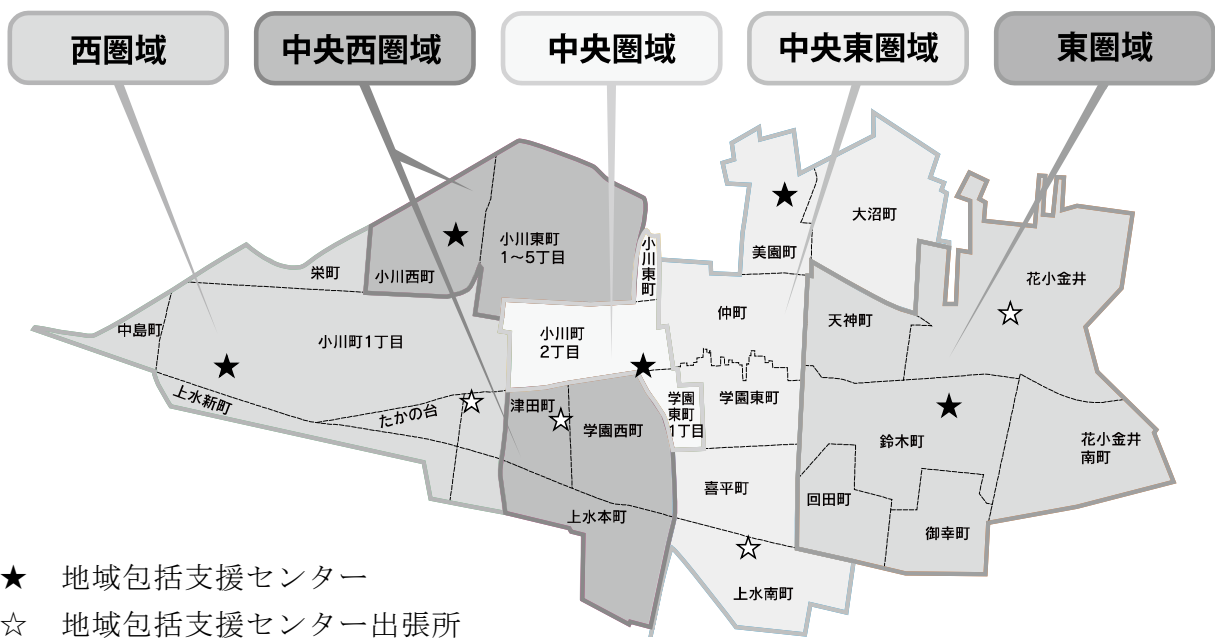 西圏域
中央西圏域
中央圏域
中央東圏域
東圏域
大沼町
美園町
小川東町
1～5丁目
小川東町
栄町
小川西町
花小金井
中島町
小川町1丁目
小川町
2丁目
仲町
天神町
上水新町
たかの台
津田町
学園西町
学園
東町
1丁目
学園東町
鈴木町
花小金井
南町
喜平町
回田町
上水本町
御幸町
上水南町
★ 地域包括支援センター
☆ 地域包括支援センター出張所